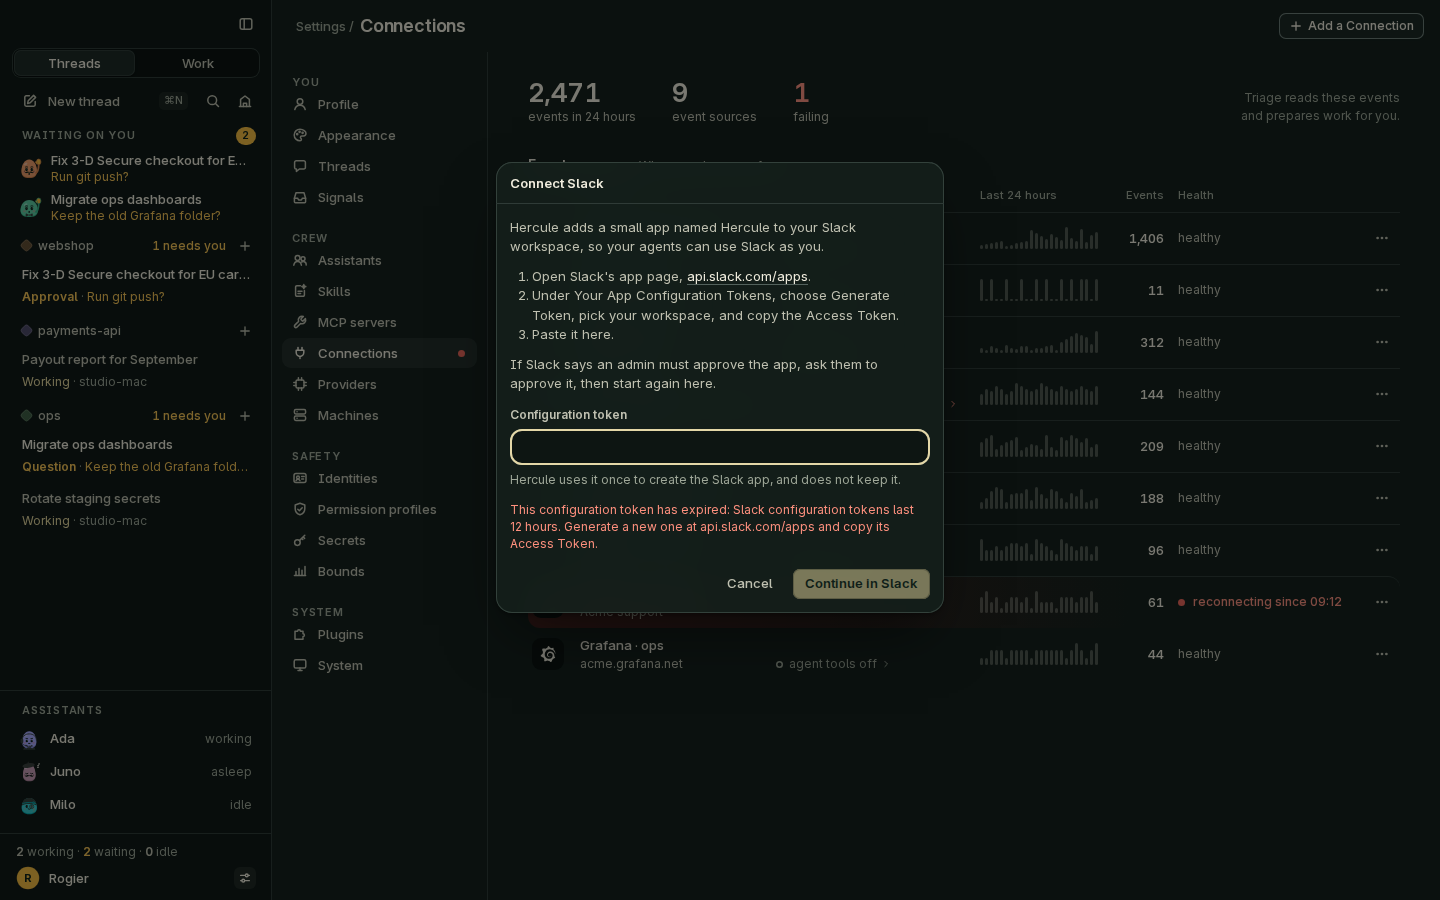 Threads
Work
New thread
⌘N
WAITING ON YOU
2
Fix 3-D Secure checkout for E…
Run git push?
Migrate ops dashboards
Keep the old Grafana folder?
webshop
1 needs you
Fix 3-D Secure checkout for EU car…
Approval · Run git push?
payments-api
Payout report for September
Working · studio-mac
ops
1 needs you
Migrate ops dashboards
Question · Keep the old Grafana fold…
Rotate staging secrets
Working · studio-mac
ASSISTANTS
Ada
working
Juno
asleep
Milo
idle
2 working · 2 waiting · 0 idle
R
Rogier
Settings / Connections
Add a Connection
YOU
Profile
Appearance
Threads
Signals
CREW
Assistants
Skills
MCP servers
Connections
Providers
Machines
SAFETY
Identities
Permission profiles
Secrets
Bounds
SYSTEM
Plugins
System
2,471
events in 24 hours
9
event sources
1
failing
Triage reads these events
and prepares work for you.
Last 24 hours
Events
Health
1,406
healthy
11
healthy
312
healthy
144
healthy
209
healthy
188
healthy
96
healthy
61
reconnecting since 09:12
Grafana · ops
acme.grafana.net
agent tools off
44
healthy
Connect Slack
Hercule adds a small app named Hercule to your Slack
workspace, so your agents can use Slack as you.
1. Open Slack's app page, api.slack.com/apps.
2. Under Your App Configuration Tokens, choose Generate
Token, pick your workspace, and copy the Access Token.
3. Paste it here.
If Slack says an admin must approve the app, ask them to
approve it, then start again here.
Configuration token
Hercule uses it once to create the Slack app, and does not keep it.
This configuration token has expired: Slack configuration tokens last
12 hours. Generate a new one at api.slack.com/apps and copy its
Access Token.
Cancel
Continue in Slack